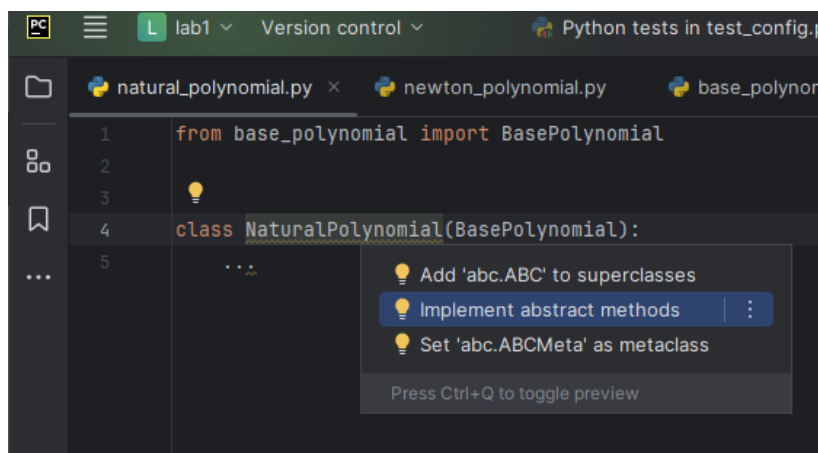 PC L lab1 Version control Python tests in test_config.p
natural_polynomial.py × newton_polynomial.py base_polynom
1 from base_polynomial import BasePolynomial
2
3
4 class NaturalPolynomial(BasePolynomial):
5 ...
Add 'abc.ABC' to superclasses
Implement abstract methods
Set 'abc.ABCMeta' as metaclass
Press Ctrl+Q to toggle preview